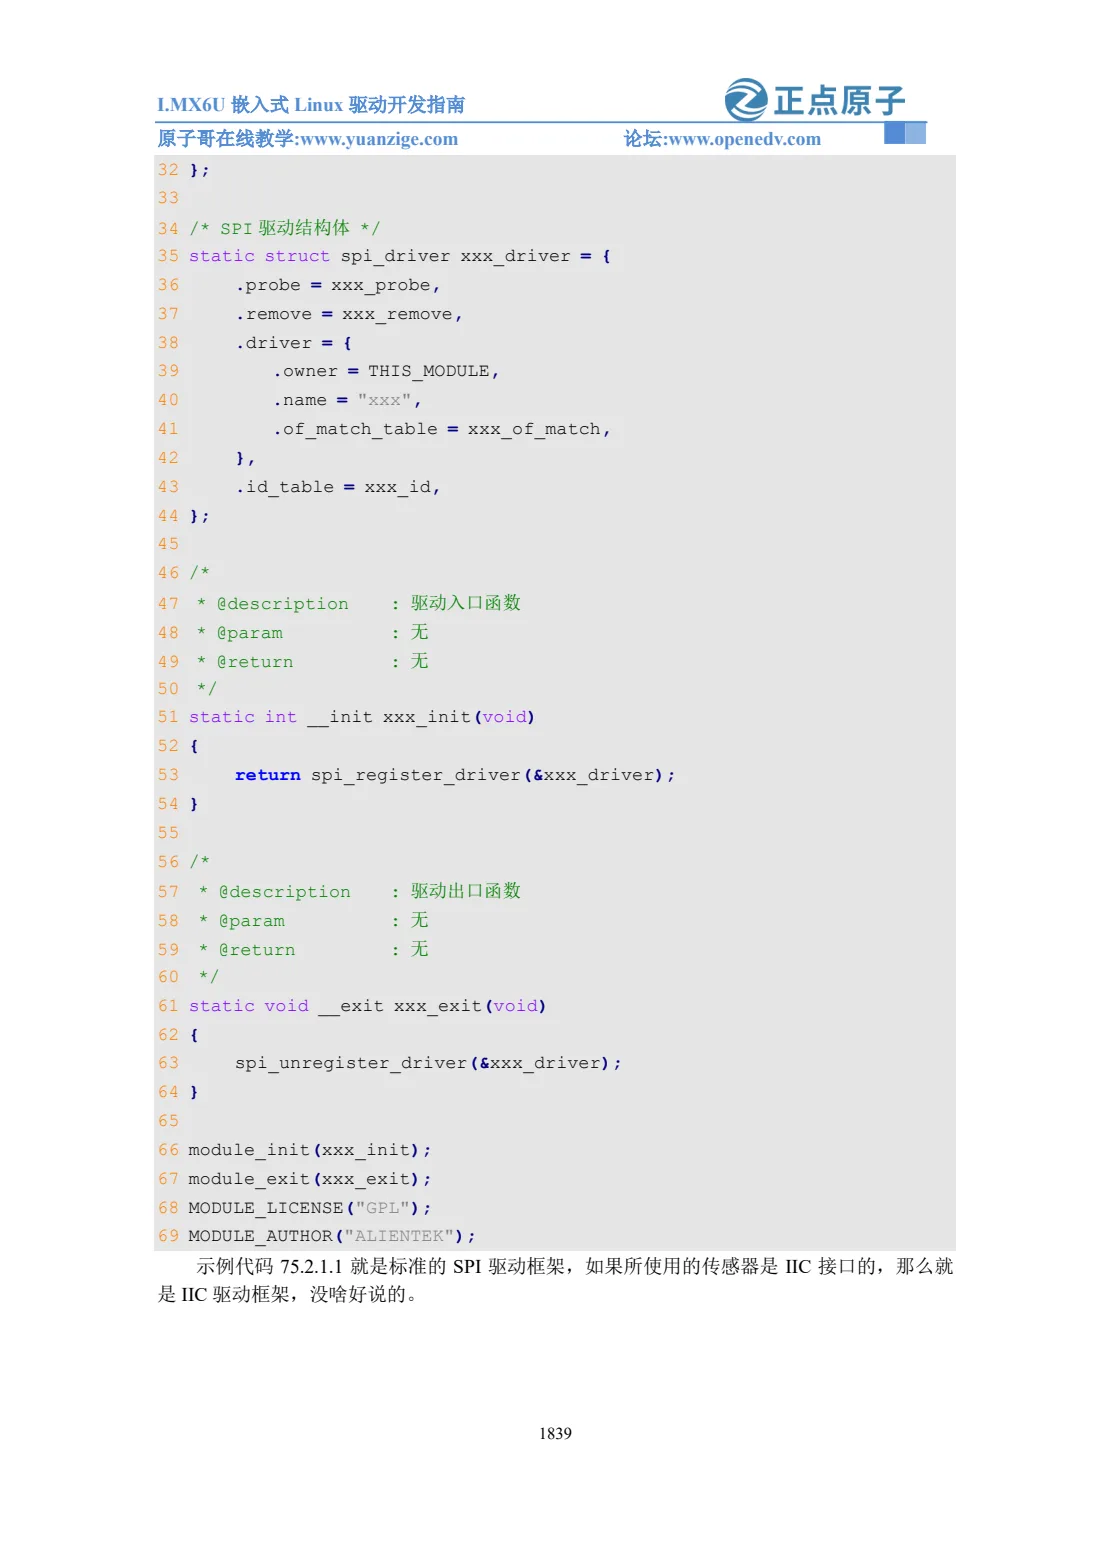 I.MX6U 嵌入式 Linux 驱动开发指南
正点原子
原子哥在线教学:www.yuanzige.com 论坛:www.openedv.com
32 };
33
34 /* SPI 驱动结构体 */
35 static struct spi_driver xxx_driver = {
36     .probe = xxx_probe,
37     .remove = xxx_remove,
38     .driver = {
39         .owner = THIS_MODULE,
40         .name = "xxx",
41         .of_match_table = xxx_of_match,
42     },
43     .id_table = xxx_id,
44 };
45
46 /*
47  * @description    : 驱动入口函数
48  * @param          : 无
49  * @return         : 无
50  */
51 static int __init xxx_init(void)
52 {
53     return spi_register_driver(&xxx_driver);
54 }
55
56 /*
57  * @description    : 驱动出口函数
58  * @param          : 无
59  * @return         : 无
60  */
61 static void __exit xxx_exit(void)
62 {
63     spi_unregister_driver(&xxx_driver);
64 }
65
66 module_init(xxx_init);
67 module_exit(xxx_exit);
68 MODULE_LICENSE("GPL");
69 MODULE_AUTHOR("ALIENTEK");
示例代码 75.2.1.1 就是标准的 SPI 驱动框架，如果所使用的传感器是 IIC 接口的，那么就
是 IIC 驱动框架，没啥好说的。
1839